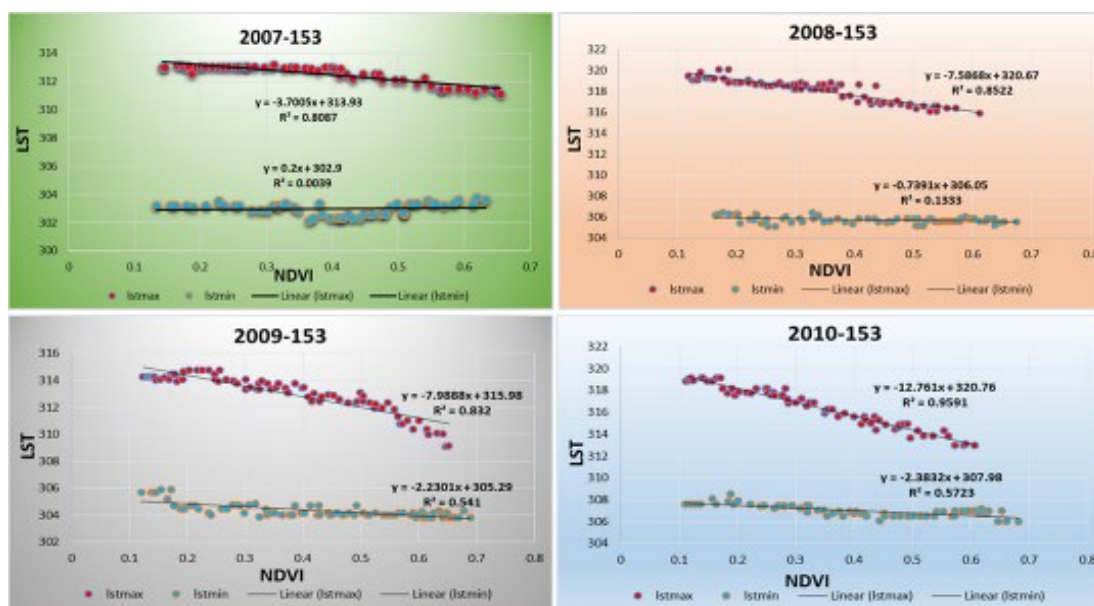 2007-153
314
312
310
308
306
304
302
300
LST
y = -3.7005x + 313.93
R² = 0.8087
y = 0.2x + 302.9
R² = 0.0039
0 0.1 0.2 0.3 0.4 0.5 0.6 0.7
NDVI
lstmax lstmin Linear (lstmax) Linear (lstmin)
2008-153
322
320
318
316
314
312
310
308
306
304
LST
y = -7.5868x + 320.67
R² = 0.8522
y = -0.7391x + 306.05
R² = 0.1333
0 0.1 0.2 0.3 0.4 0.5 0.6 0.7 0.8
NDVI
lstmax lstmin Linear (lstmax) Linear (lstmin)
2009-153
316
314
312
310
308
306
304
302
LST
y = -7.9888x + 315.98
R² = 0.832
y = -2.2301x + 305.29
R² = 0.541
0 0.1 0.2 0.3 0.4 0.5 0.6 0.7 0.8
NDVI
lstmax lstmin Linear (lstmax) Linear (lstmin)
2010-153
322
320
318
316
314
312
310
308
306
304
LST
y = -12.761x + 320.76
R² = 0.9591
y = -2.3832x + 307.98
R² = 0.5723
0 0.1 0.2 0.3 0.4 0.5 0.6 0.7 0.8
NDVI
lstmax lstmin Linear (lstmax) Linear (lstmin)